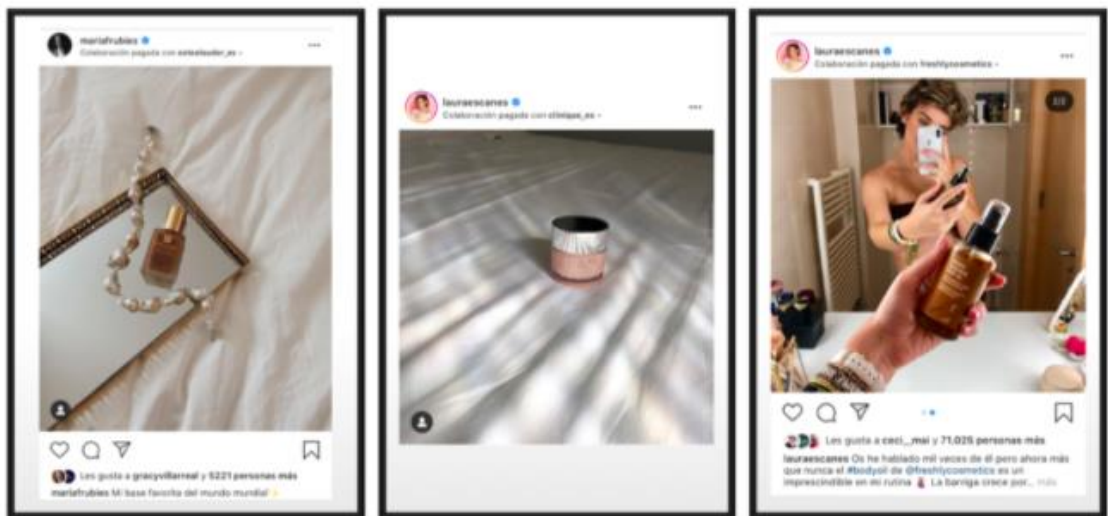 mariafrubies
Colaboración pagada con esteelauder_es
Les gusta a gracyvillarreal y 5221 personas más
mariafrubies Mi base favorita del mundo mundial
lauraescanes
Colaboración pagada con clinique_es
lauraescanes
Colaboración pagada con freshlycosmetics
Les gusta a ceci__mai y 71,025 personas más
lauraescanes Os he hablado mil veces de él pero ahora más
que nunca el #bodyoil de @freshlycosmetics es un
imprescindible en mi rutina La barriga crece por... más